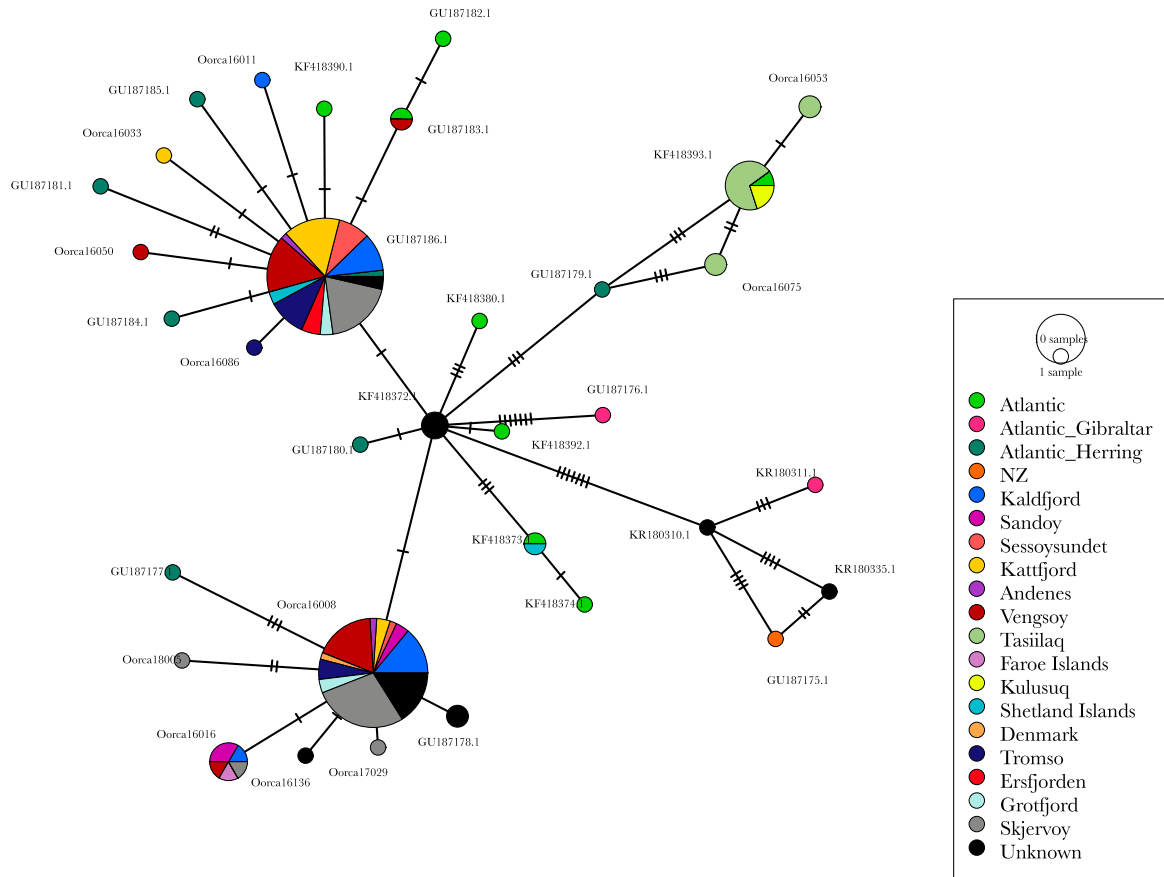 GU187182.1
Oorca16011
KF418390.1
GU187185.1
Oorca16053
Oorca16033
GU187183.1
KF418393.1
GU187181.1
GU187186.1
Oorca16050
GU187179.1
Oorca16075
KF418380.1
GU187184.1
Oorca16086
KF418372.1
GU187176.1
GU187180.1
KF418392.1
KR180311.1
KR180310.1
KF418373.1
KR180335.1
GU187177.1
Oorca16008
KF418374.1
Oorca18005
GU187175.1
Oorca16016
GU187178.1
Oorca17029
Oorca16136
10 samples
1 sample
Atlantic
Atlantic_Gibraltar
Atlantic_Herring
NZ
Kaldfjord
Sandoy
Sessoysundet
Kattfjord
Andenes
Vengsoy
Tasiilaq
Faroe Islands
Kulusuq
Shetland Islands
Denmark
Tromso
Ersfjorden
Grotfjord
Skjervoy
Unknown